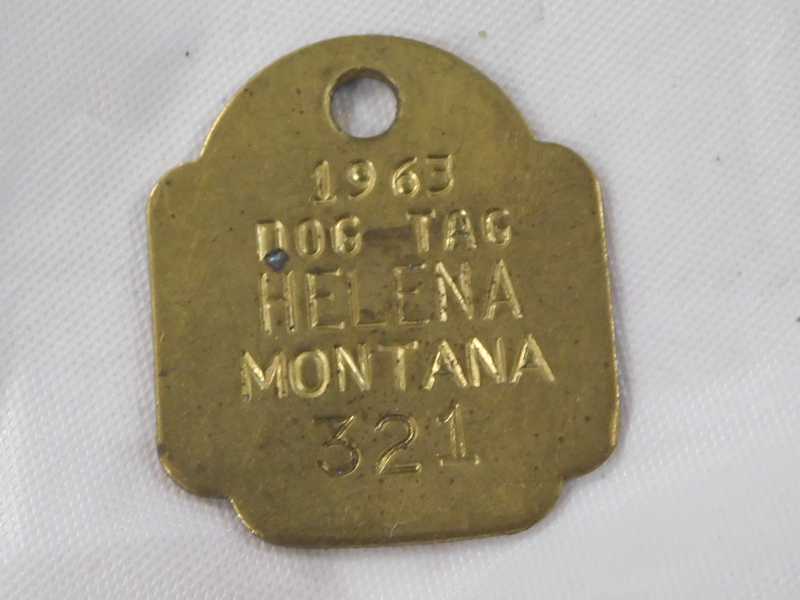 1963
DOG TAG
HELENA
MONTANA
321